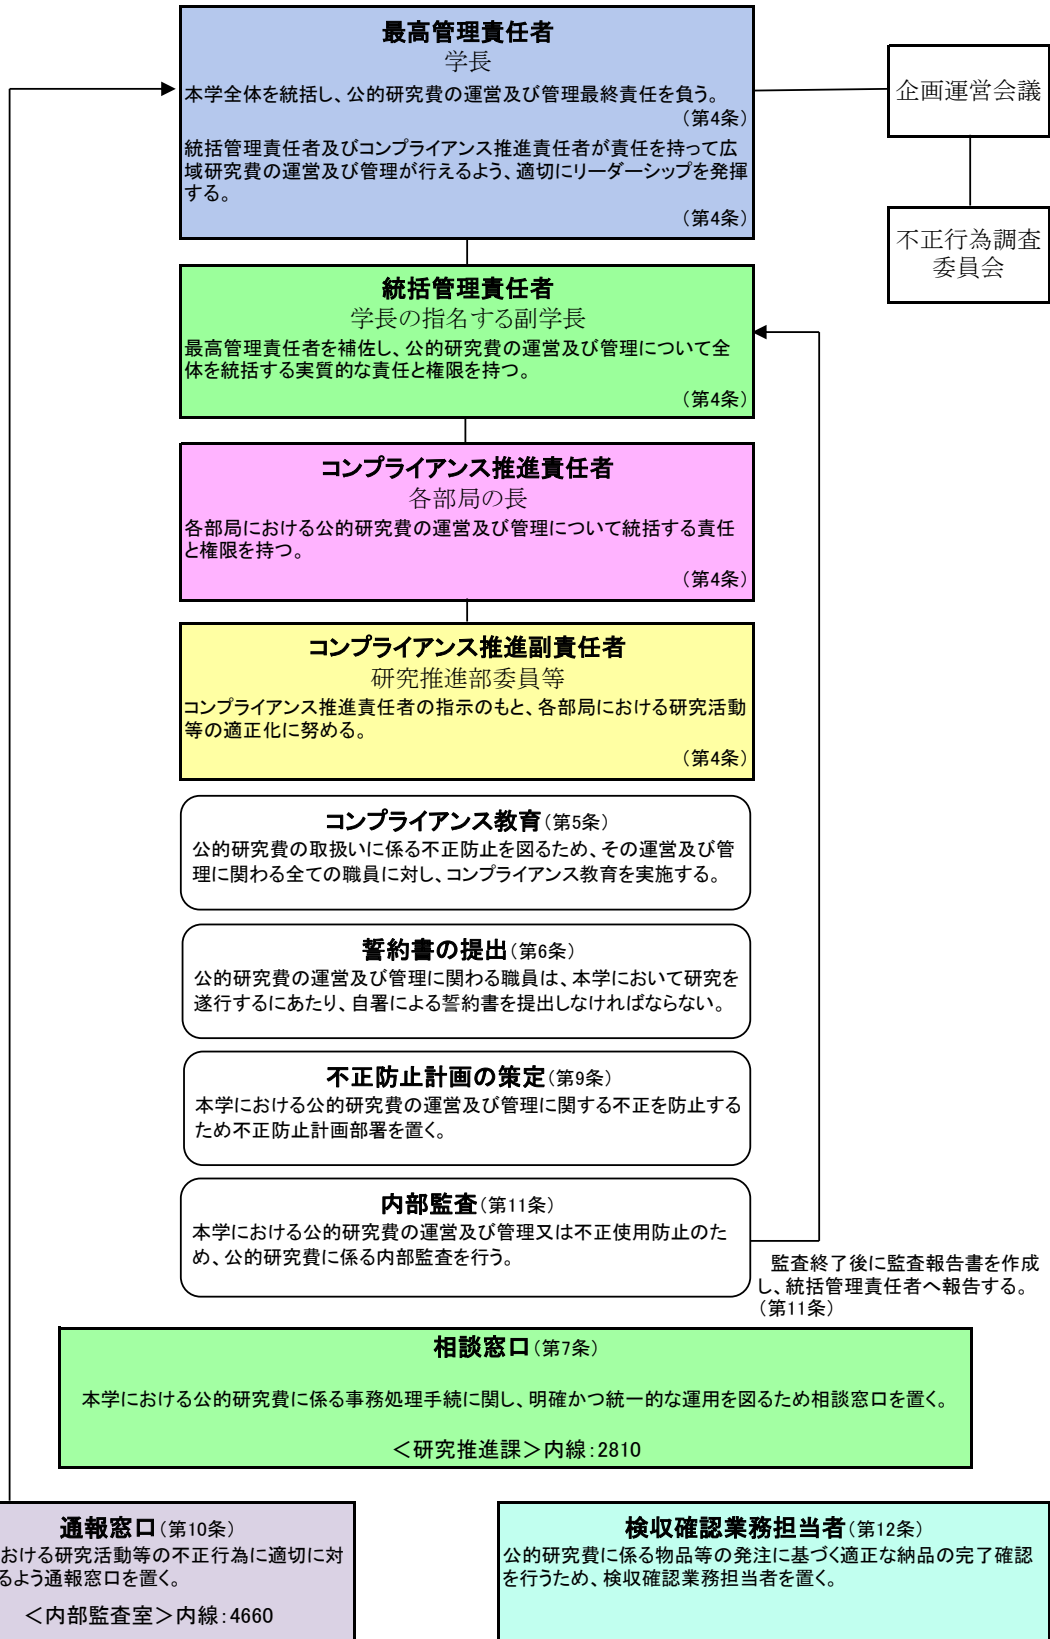 最高管理責任者
学長
本学全体を統括し、公的研究費の運営及び管理最終責任を負う。
（第4条）
統括管理責任者及びコンプライアンス推進責任者が責任を持って広
域研究費の運営及び管理が行えるよう、適切にリーダーシップを発揮
する。
（第4条）
企画運営会議
不正行為調査
委員会
統括管理責任者
学長の指名する副学長
最高管理責任者を補佐し、公的研究費の運営及び管理について全
体を統括する実質的な責任と権限を持つ。
（第4条）
コンプライアンス推進責任者
各部局の長
各部局における公的研究費の運営及び管理について統括する責任
と権限を持つ。
（第4条）
コンプライアンス推進副責任者
研究推進部委員等
コンプライアンス推進責任者の指示のもと、各部局における研究活動
等の適正化に努める。
（第4条）
コンプライアンス教育（第5条）
公的研究費の取扱いに係る不正防止を図るため、その運営及び管
理に関わる全ての職員に対し、コンプライアンス教育を実施する。
誓約書の提出（第6条）
公的研究費の運営及び管理に関わる職員は、本学において研究を
遂行するにあたり、自署による誓約書を提出しなければならない。
不正防止計画の策定（第9条）
本学における公的研究費の運営及び管理に関する不正を防止する
ため不正防止計画部署を置く。
内部監査（第11条）
本学における公的研究費の運営及び管理又は不正使用防止のた
め、公的研究費に係る内部監査を行う。
監査終了後に監査報告書を作成
し、統括管理責任者へ報告する。
（第11条）
相談窓口（第7条）
本学における公的研究費に係る事務処理手続に関し、明確かつ統一的な運用を図るため相談窓口を置く。
＜研究推進課＞内線：2810
通報窓口（第10条）
おける研究活動等の不正行為に適切に対
るよう通報窓口を置く。
＜内部監査室＞内線：4660
検収確認業務担当者（第12条）
公的研究費に係る物品等の発注に基づく適正な納品の完了確認
を行うため、検収確認業務担当者を置く。